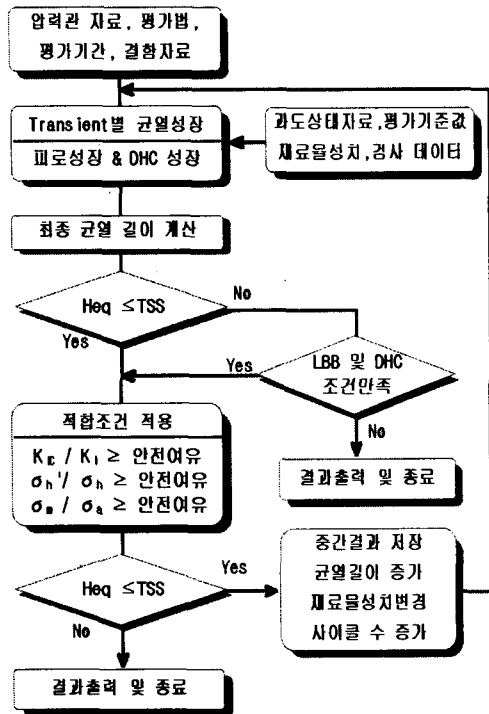 압력관 자료, 평가법,
평가기간, 결함자료
Transient별 균열성장
피로성장 & DHC 성장
과도상태자료,평가기준값
재료물성치,검사 데이터
최종 균열 길이 계산
Heq ≤TSS
No
Yes
LBB 및 DHC
조건만족
Yes
No
적합조건 적용
K_IC / K_I ≥ 안전여유
σ_h' / σ_h ≥ 안전여유
σ_m / σ_a ≥ 안전여유
결과출력 및 종료
Heq ≤TSS
Yes
No
중간결과 저장
균열길이 증가
재료물성치변경
사이클 수 증가
결과출력 및 종료